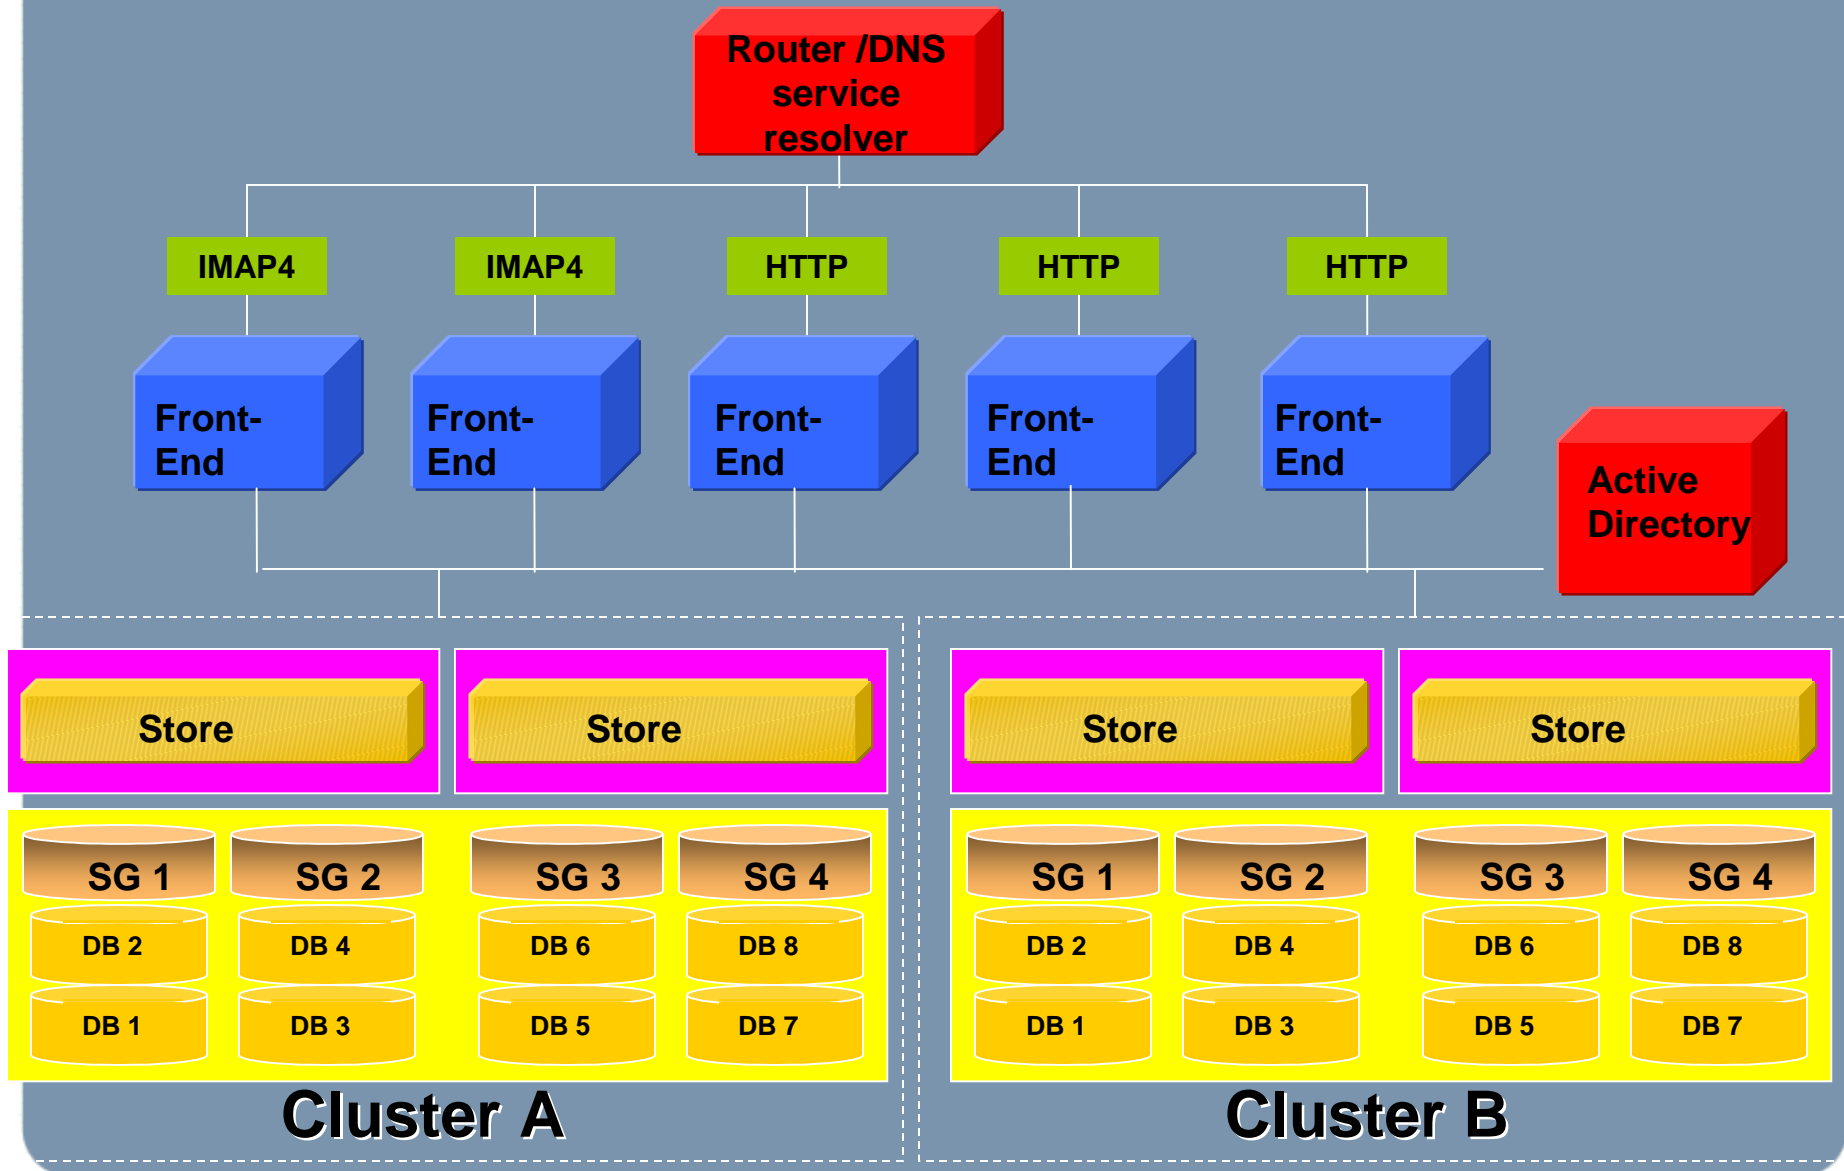 Router /DNS
service
resolver
IMAP4
IMAP4
HTTP
HTTP
HTTP
Front-
End
Front-
End
Front-
End
Front-
End
Front-
End
Active
Directory
Store
Store
Store
Store
SG 1
SG 2
SG 3
SG 4
SG 1
SG 2
SG 3
SG 4
DB 2
DB 4
DB 6
DB 8
DB 2
DB 4
DB 6
DB 8
DB 1
DB 3
DB 5
DB 7
DB 1
DB 3
DB 5
DB 7
Cluster A
Cluster B